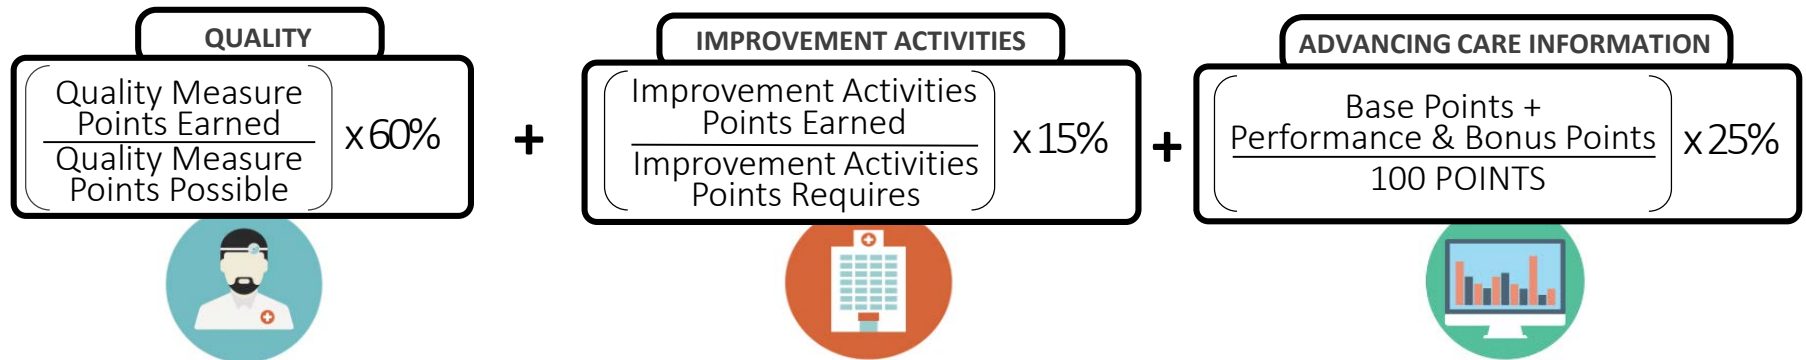 QUALITY
Quality Measure
Points Earned
Quality Measure
Points Possible
x 60%
+
IMPROVEMENT ACTIVITIES
Improvement Activities
Points Earned
Improvement Activities
Points Requires
x 15%
+
ADVANCING CARE INFORMATION
Base Points +
Performance & Bonus Points
100 POINTS
x 25%